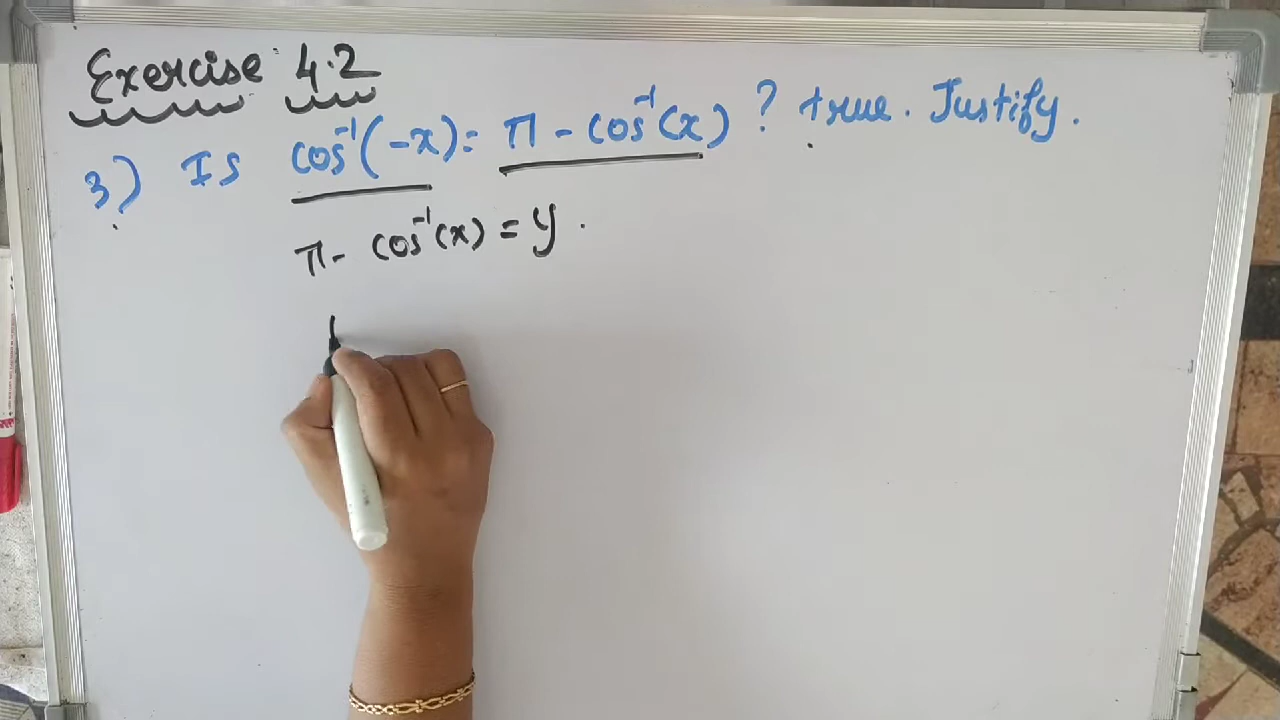 Exercise 4.2
3) Is cos⁻¹(-x) = π - cos⁻¹(x) ? true. Justify.
π - cos⁻¹(x) = y.